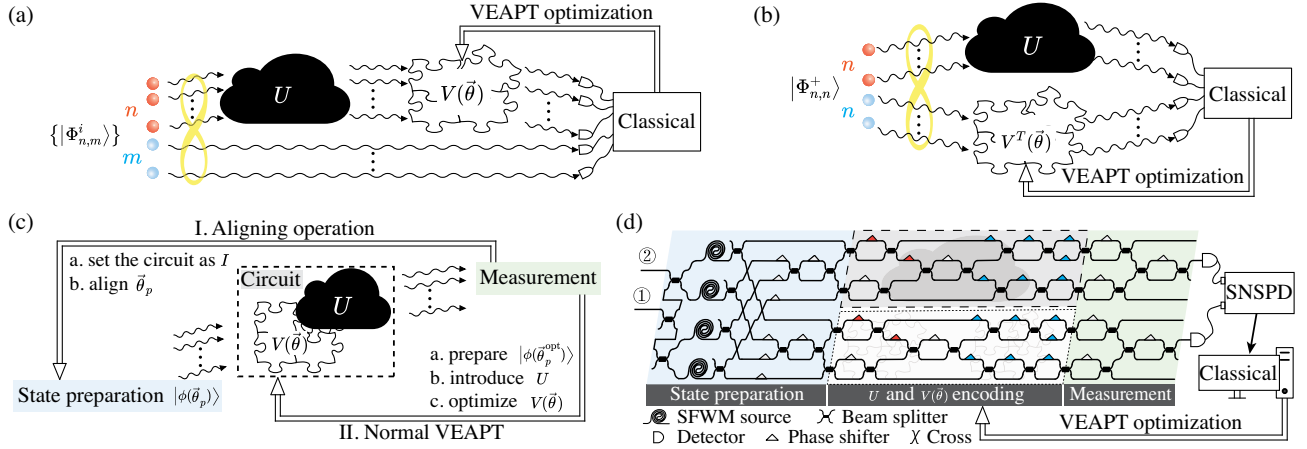 (a)
VEAPT optimization
n
U
V(θ⃗)
{|Φ^i_{n,m}⟩}
m
Classical
(b)
n
U
|Φ^+_{n,n}⟩
n
V^T(θ⃗)
Classical
VEAPT optimization
(c)
I. Aligning operation
a. set the circuit as I
b. align θ⃗_p
Circuit
U
V(θ⃗)
Measurement
State preparation |ϕ(θ⃗_p)⟩
a. prepare |ϕ(θ⃗_p^opt)⟩
b. introduce U
c. optimize V(θ⃗)
II. Normal VEAPT
(d)
②
①
SNSPD
Classical
State preparation
U and V(θ⃗) encoding
Measurement
VEAPT optimization
SFWM source
Beam splitter
Detector
Phase shifter
Cross